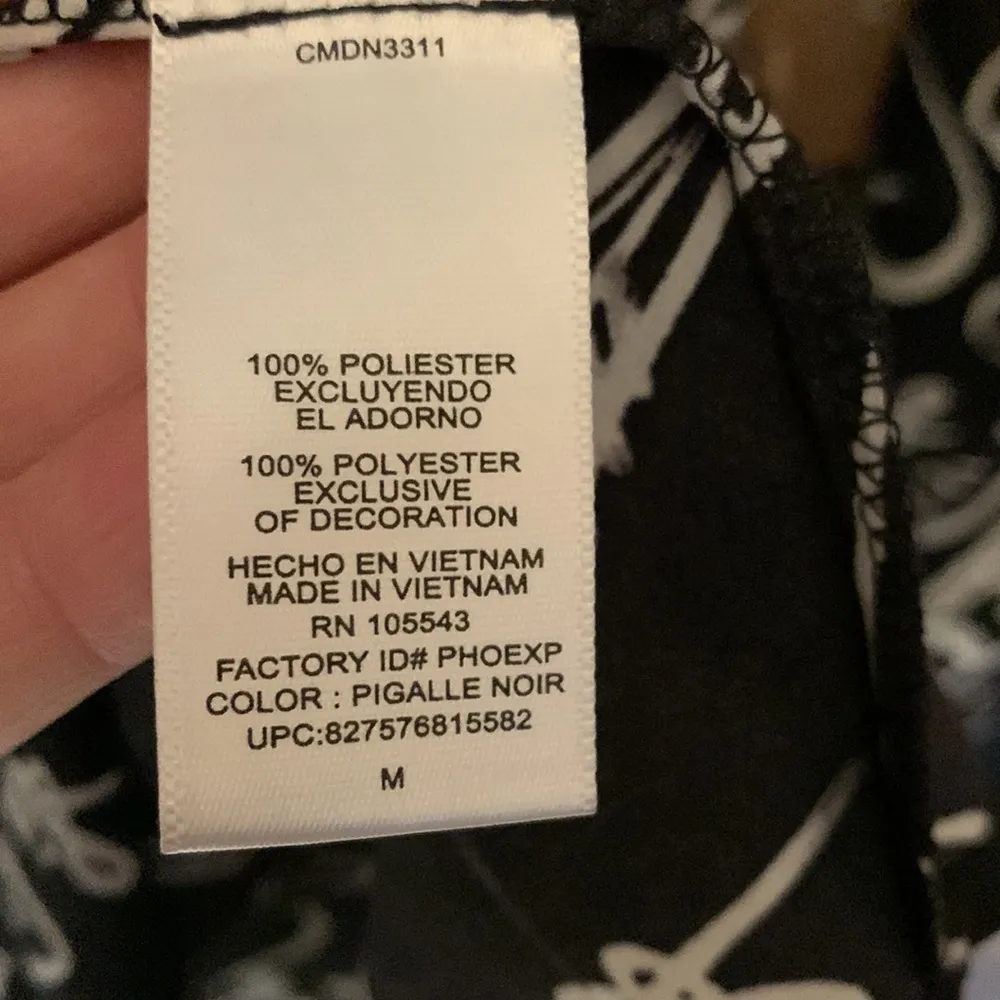 CMDN3311
100% POLIESTER
EXCLUYENDO
EL ADORNO
100% POLYESTER
EXCLUSIVE
OF DECORATION
HECHO EN VIETNAM
MADE IN VIETNAM
RN 105543
FACTORY ID# PHOEXP
COLOR : PIGALLE NOIR
UPC:827576815582
M